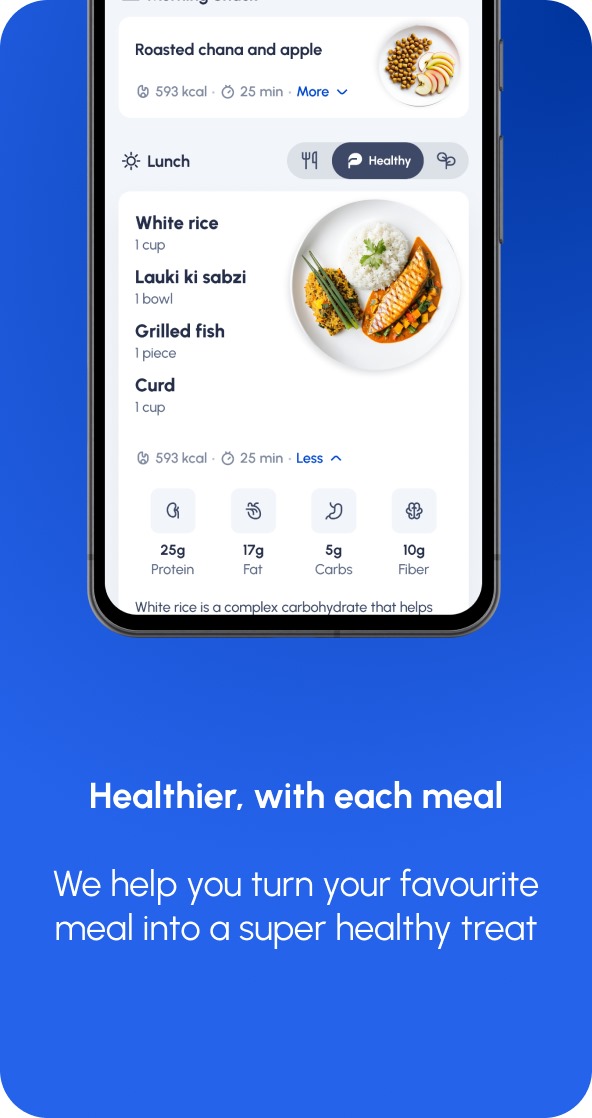 Roasted chana and apple
593 kcal · 25 min · More
Lunch
Healthy
White rice
1 cup
Lauki ki sabzi
1 bowl
Grilled fish
1 piece
Curd
1 cup
593 kcal · 25 min · Less
25g 17g 5g 10g
Protein Fat Carbs Fiber
White rice is a complex carbohydrate that helps
Healthier, with each meal
We help you turn your favourite
meal into a super healthy treat